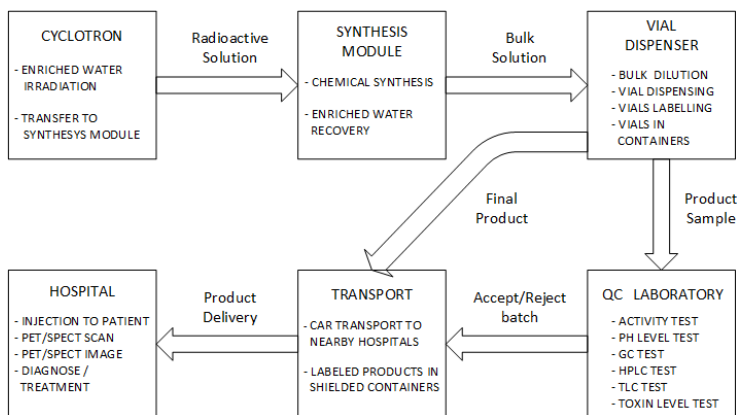 CYCLOTRON
- ENRICHED WATER
IRRADIATION
- TRANSFER TO
SYNTHESYS MODULE
Radioactive
Solution
SYNTHESIS
MODULE
- CHEMICAL SYNTHESIS
- ENRICHED WATER
RECOVERY
Bulk
Solution
VIAL
DISPENSER
- BULK DILUTION
- VIAL DISPENSING
- VIALS LABELLING
- VIALS IN
CONTAINERS
Final
Product
Product
Sample
HOSPITAL
- INJECTION TO PATIENT
- PET/SPECT SCAN
- PET/SPECT IMAGE
- DIAGNOSE /
TREATMENT
Product
Delivery
TRANSPORT
- CAR TRANSPORT TO
NEARBY HOSPITALS
- LABELED PRODUCTS IN
SHIELDED CONTAINERS
Accept/Reject
batch
QC LABORATORY
- ACTIVITY TEST
- PH LEVEL TEST
- GC TEST
- HPLC TEST
- TLC TEST
- TOXIN LEVEL TEST